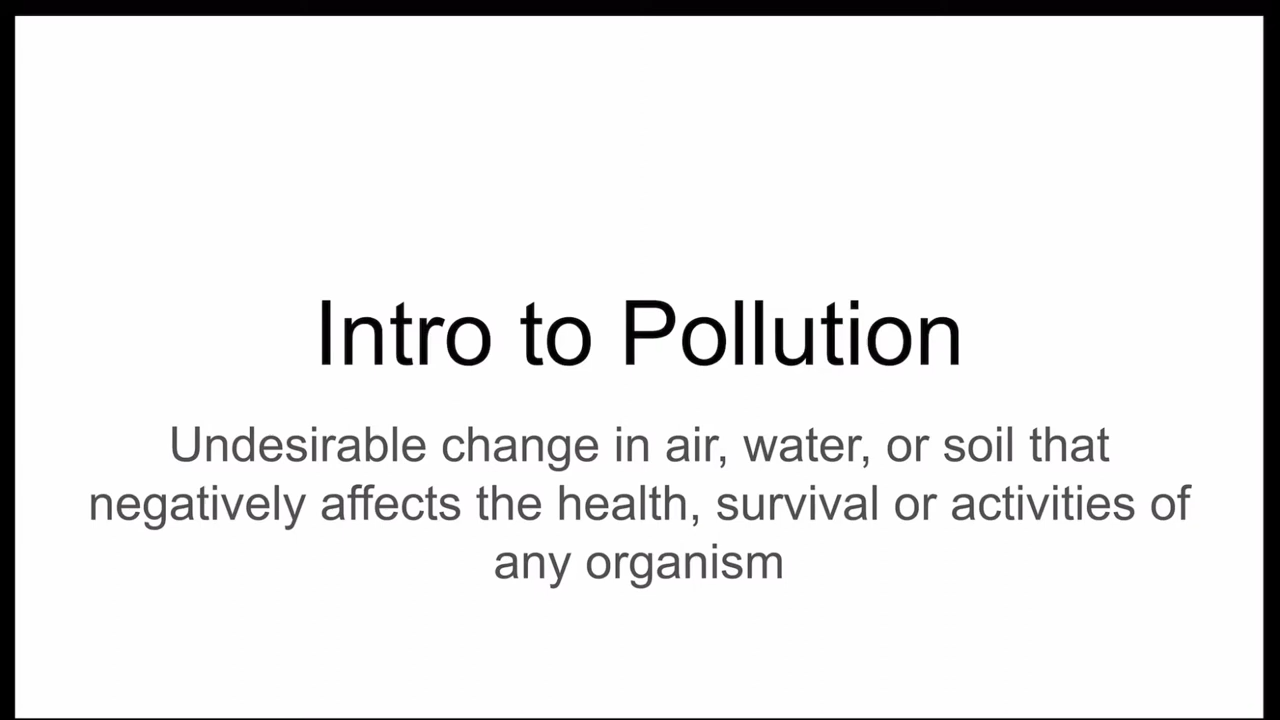 Intro to Pollution
Undesirable change in air, water, or soil that
negatively affects the health, survival or activities of
any organism